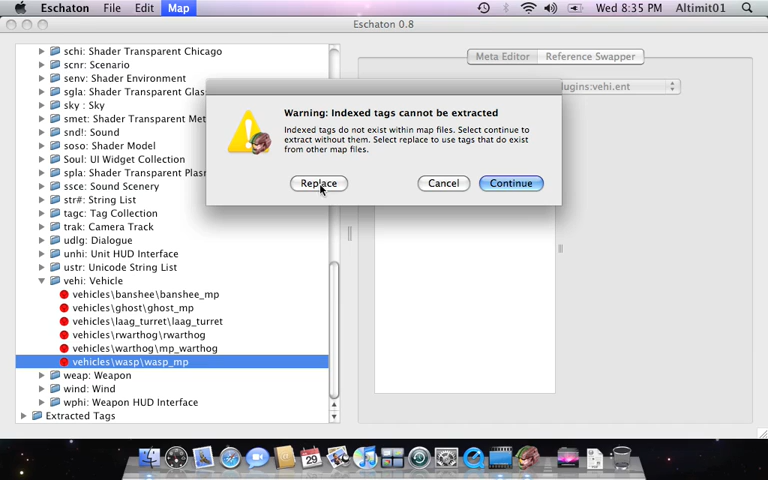 Eschaton File Edit Map Wed 8:35 PM Altimit01
Eschaton 0.8
schi: Shader Transparent Chicago
scnr: Scenario
senv: Shader Environment
sgla: Shader Transparent Glas
sky : Sky
smet: Shader Transparent Met
snd!: Sound
soso: Shader Model
Soul: UI Widget Collection
spla: Shader Transparent Plasr
ssce: Sound Scenery
str#: String List
tagc: Tag Collection
trak: Camera Track
udlg: Dialogue
unhi: Unit HUD Interface
ustr: Unicode String List
vehi: Vehicle
vehicles\banshee\banshee_mp
vehicles\ghost\ghost_mp
vehicles\laag_turret\laag_turret
vehicles\rwarthog\rwarthog
vehicles\warthog\mp_warthog
vehicles\wasp\wasp_mp
weap: Weapon
wind: Wind
wphi: Weapon HUD Interface
Extracted Tags
Meta Editor Reference Swapper
lugins:vehi.ent
Warning: Indexed tags cannot be extracted
Indexed tags do not exist within map files. Select continue to
extract without them. Select replace to use tags that do exist
from other map files.
Replace Cancel Continue
29